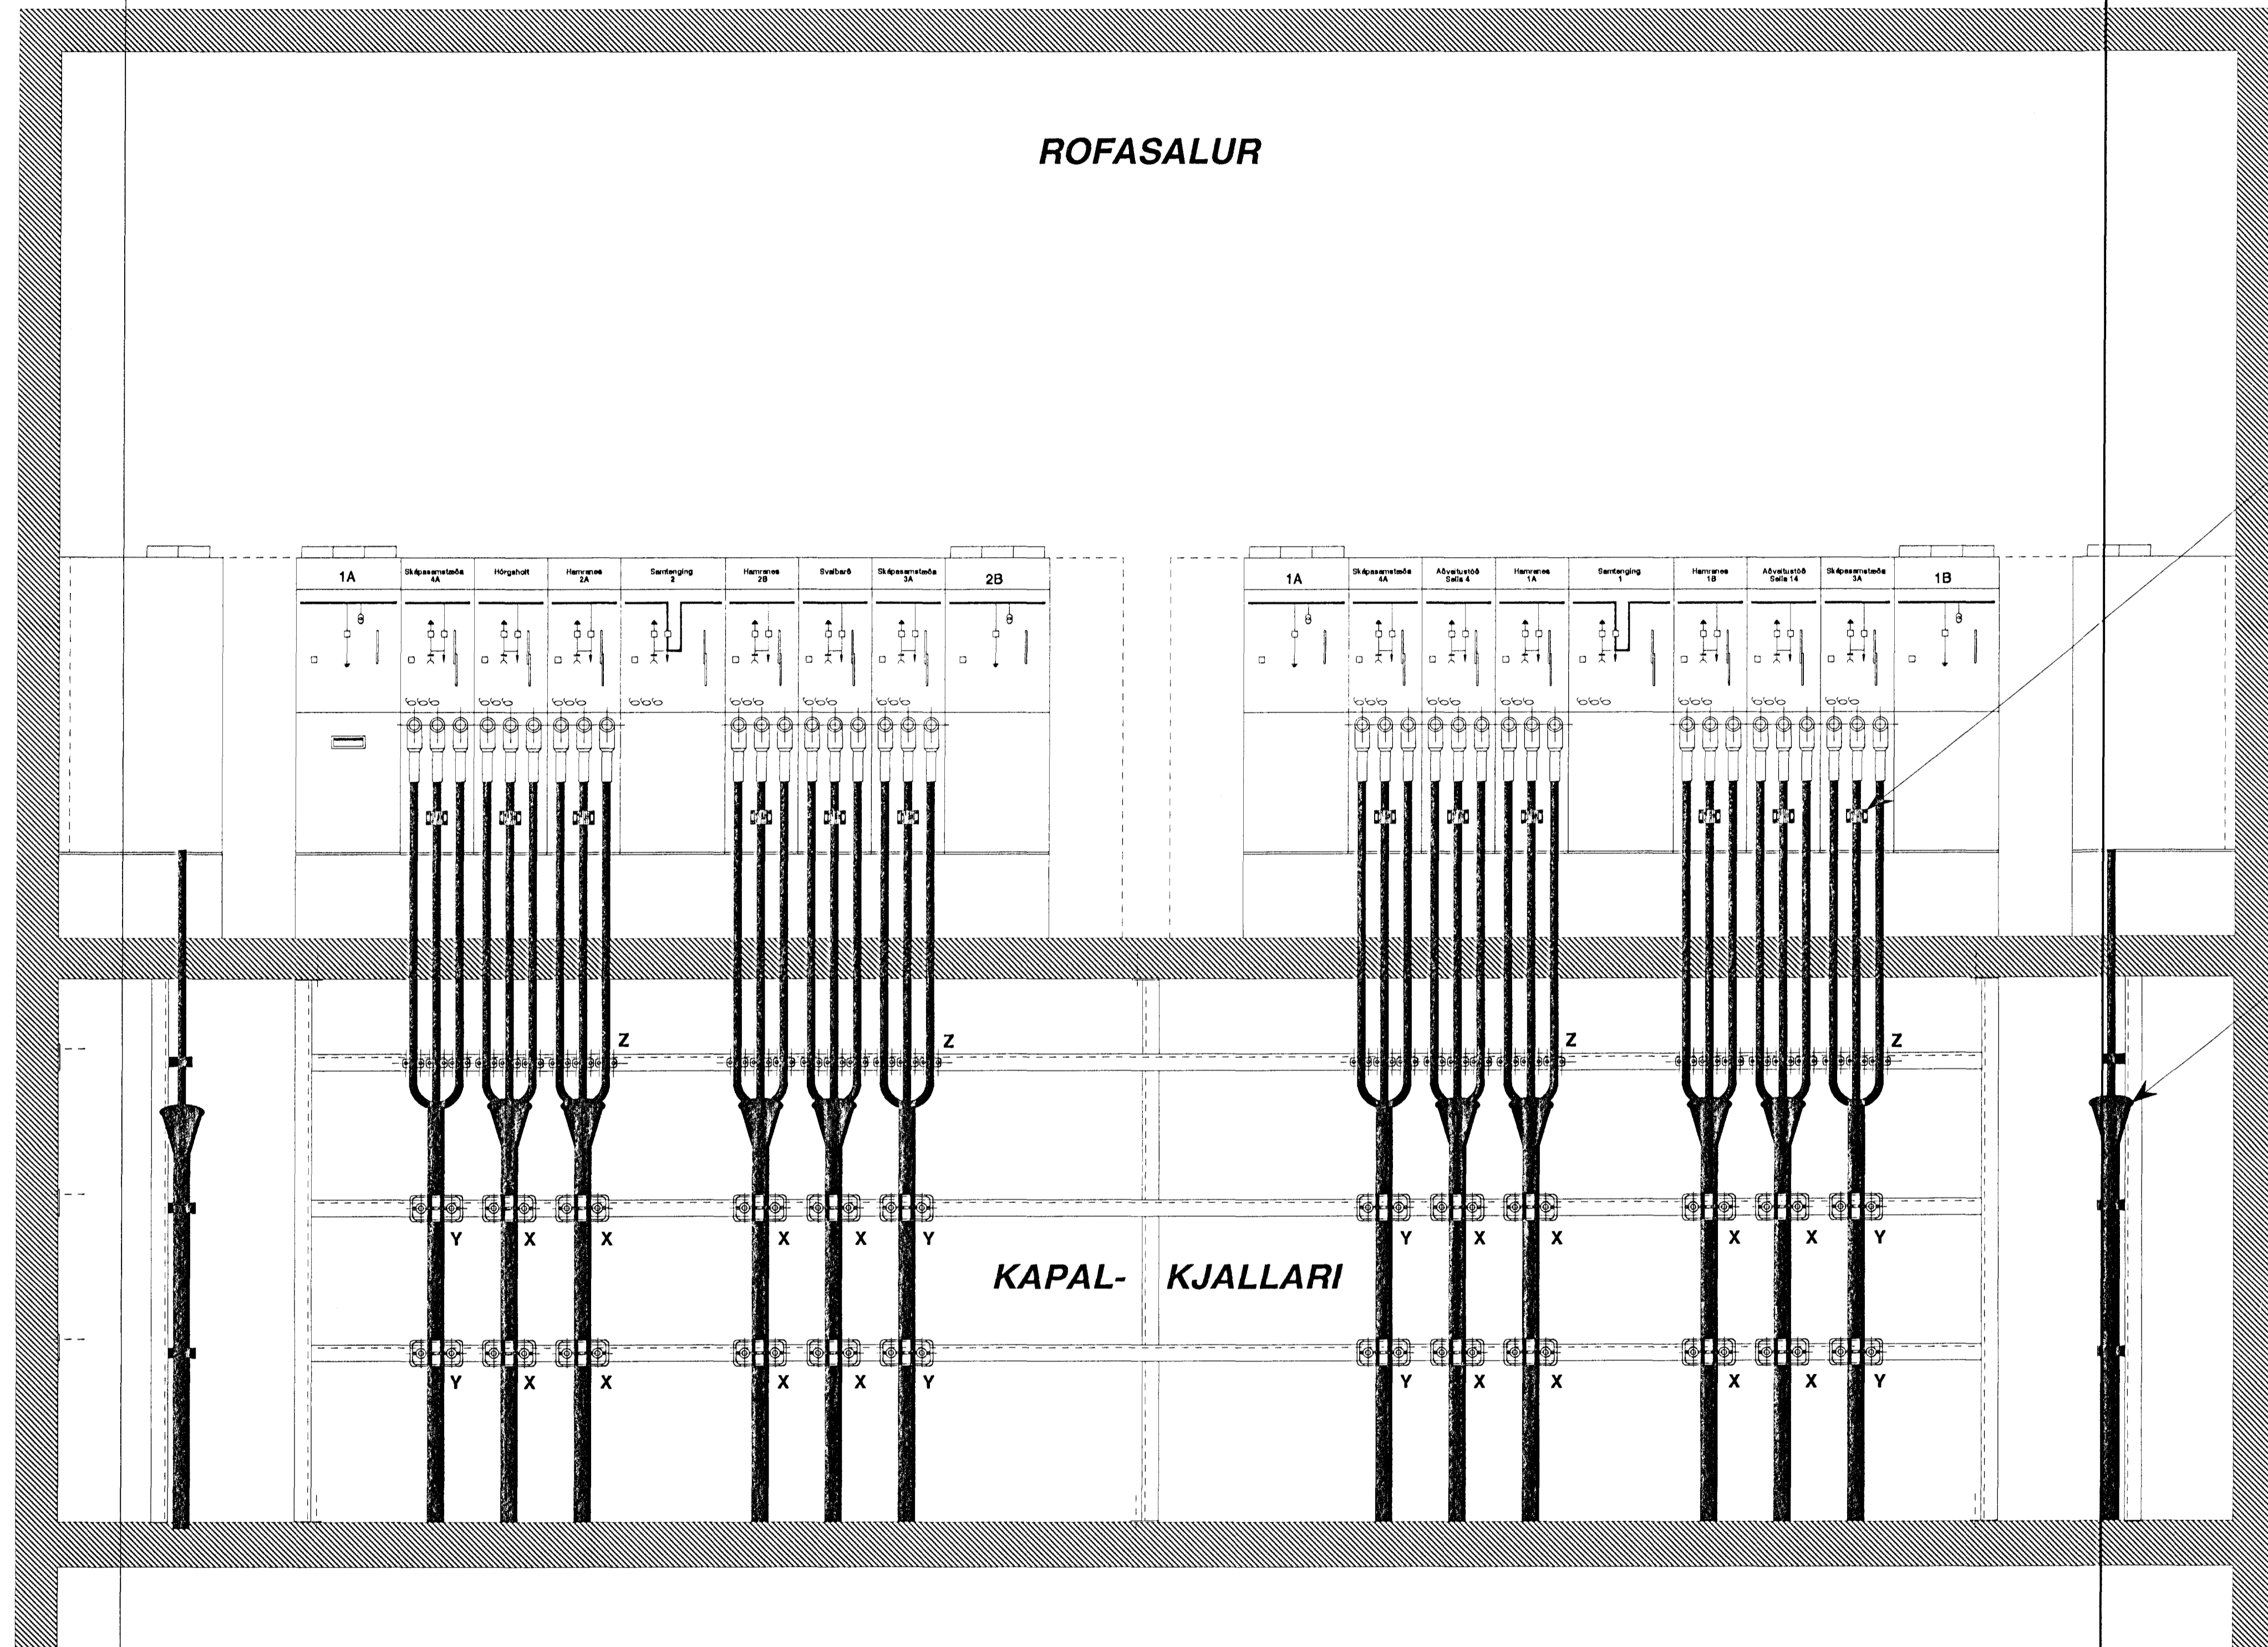 ROFASALUR
1A
Skápasamstæða
4A
Hörgsholt
Hamranes
2A
Samtenging
2
Hamranes
2B
Svalbarð
Skápasamstæða
3A
2B
1A
Skápasamstæða
4A
Aðveitustöð
Sella 4
Hamranes
1A
Samtenging
1
Hamranes
1B
Aðveitustöð
Sella 14
Skápasamstæða
3A
1B
Z Z Z Z
Y X X X X Y Y X X X X Y
KAPAL- KJALLARI
Y X X X X Y Y X X X X Y